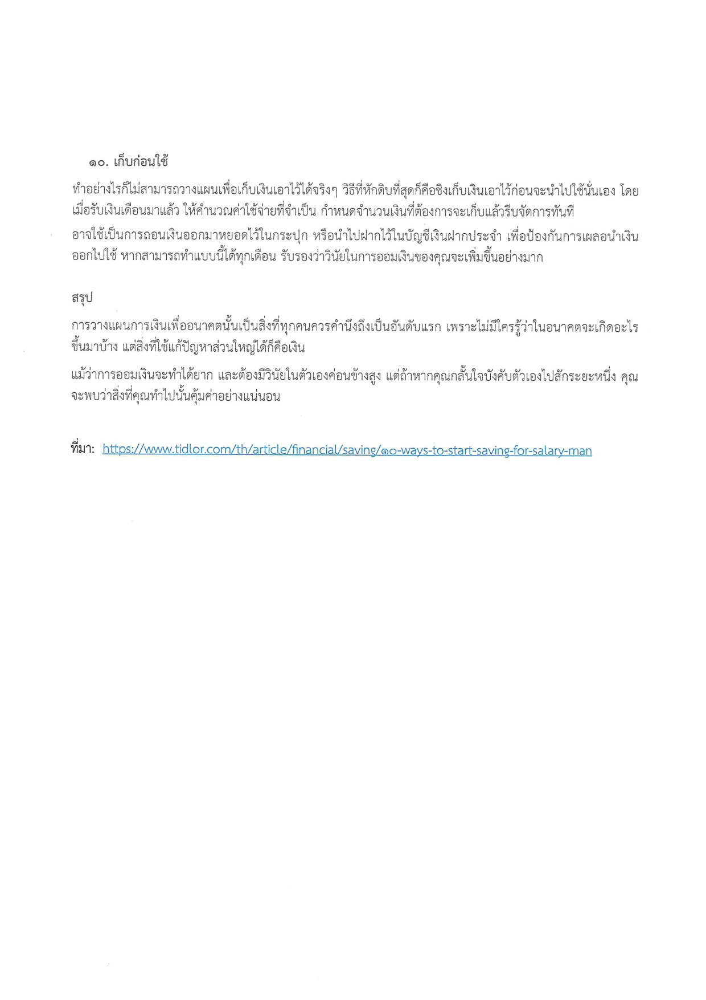 ๑๐. เก็บก่อนใช้
ทำอย่างไรก็ไม่สามารถวางแผนเพื่อเก็บเงินเอาไว้ได้จริงๆ วิธีที่หักดิบที่สุดก็คือชิงเก็บเงินเอาไว้ก่อนจะนำไปใช้นั่นเอง โดย
เมื่อรับเงินเดือนมาแล้ว ให้คำนวณค่าใช้จ่ายที่จำเป็น กำหนดจำนวนเงินที่ต้องการจะเก็บแล้วรีบจัดการทันที
อาจใช้เป็นการถอนเงินออกมาหยอดไว้ในกระปุก หรือนำไปฝากไว้ในบัญชีเงินฝากประจำ เพื่อป้องกันการเผลอนำเงิน
ออกไปใช้ หากสามารถทำแบบนี้ได้ทุกเดือน รับรองว่าวินัยในการออมเงินของคุณจะเพิ่มขึ้นอย่างมาก
สรุป
การวางแผนการเงินเพื่ออนาคตนั้นเป็นสิ่งที่ทุกคนควรคำนึงถึงเป็นอันดับแรก เพราะไม่มีใครรู้ว่าในอนาคตจะเกิดอะไร
ขึ้นมาบ้าง แต่สิ่งที่ใช้แก้ปัญหาส่วนใหญ่ได้ก็คือเงิน
แม้ว่าการออมเงินจะทำได้ยาก และต้องมีวินัยในตัวเองค่อนข้างสูง แต่ถ้าหากคุณกลั้นใจบังคับตัวเองไปสักระยะหนึ่ง คุณ
จะพบว่าสิ่งที่คุณทำไปนั้นคุ้มค่าอย่างแน่นอน
ที่มา: https://www.tidlor.com/th/article/financial/saving/๑๐-ways-to-start-saving-for-salary-man